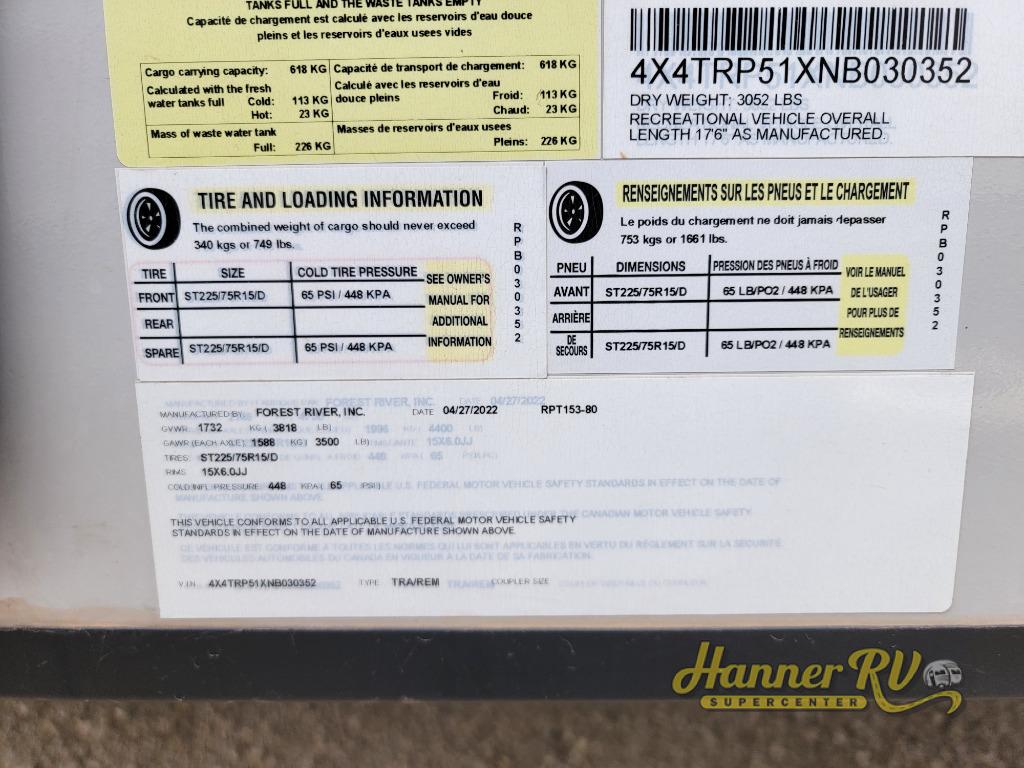 TANKS FULL AND THE WASTE TANKS EMPTY
Capacité de chargement est calculé avec les reservoirs d'eau douce
pleins et les reservoirs d'eaux usees vides
Cargo carrying capacity: 618 KG
Calculated with the fresh
water tanks full Cold: 113 KG
Hot: 23 KG
Mass of waste water tank
Full: 226 KG
Capacité de transport de chargement: 618 KG
Calculé avec les reservoirs d'eau
douce pleins Froid: 113 KG
Chaud: 23 KG
Masses de reservoirs d'eaux usees
Pleins: 226 KG
4X4TRP51XNB030352
DRY WEIGHT: 3052 LBS
RECREATIONAL VEHICLE OVERALL
LENGTH 17'6" AS MANUFACTURED.
TIRE AND LOADING INFORMATION
The combined weight of cargo should never exceed
340 kgs or 749 lbs.
TIRE SIZE COLD TIRE PRESSURE
FRONT ST225/75R15/D 65 PSI / 448 KPA
REAR
SPARE ST225/75R15/D 65 PSI / 448 KPA
SEE OWNER'S
MANUAL FOR
ADDITIONAL
INFORMATION
RPB030352
RENSEIGNEMENTS SUR LES PNEUS ET LE CHARGEMENT
Le poids du chargement ne doit jamais depasser
753 kgs or 1661 lbs.
PNEU DIMENSIONS PRESSION DES PNEUS À FROID
AVANT ST225/75R15/D 65 LB/PO2 / 448 KPA
ARRIÈRE
DE
SECOURS ST225/75R15/D 65 LB/PO2 / 448 KPA
VOIR LE MANUEL
DE L'USAGER
POUR PLUS DE
RENSEIGNEMENTS
RPB030352
MANUFACTURED BY: FOREST RIVER, INC. DATE 04/27/2022 RPT153-80
GVWR 1732 KG ( 3818 LB)
GAWR (EACH AXLE): 1588 KG ) 3500 LB)
TIRES: ST225/75R15/D
RIMS 15X6.0JJ
COLD INFL. PRESSURE 448 KPA ( 65 (PSI)
THIS VEHICLE CONFORMS TO ALL APPLICABLE U.S. FEDERAL MOTOR VEHICLE SAFETY
STANDARDS IN EFFECT ON THE DATE OF MANUFACTURE SHOWN ABOVE.
V.I.N. 4X4TRP51XNB030352 TYPE TRA/REM COUPLER SIZE
Hanner RV
SUPERCENTER